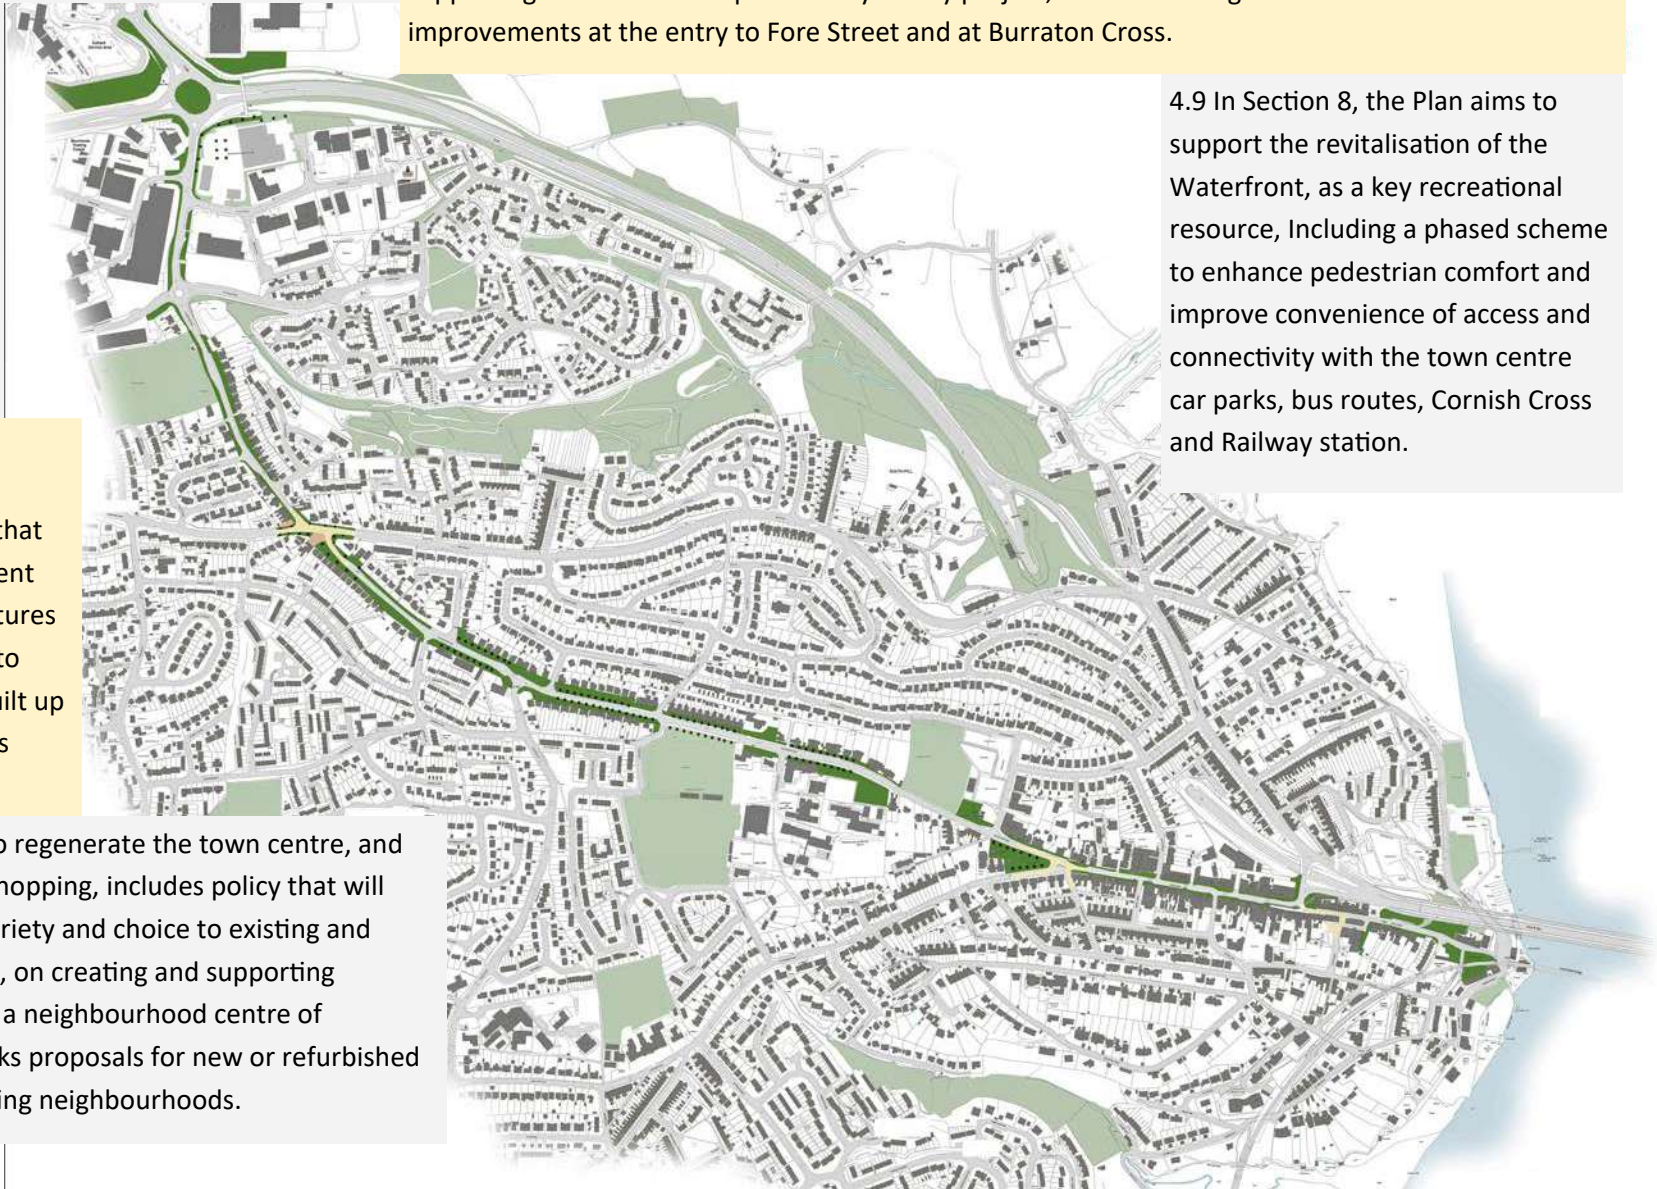 improvements at the entry to Fore Street and at Burraton Cross.
4.9 In Section 8, the Plan aims to
support the revitalisation of the
Waterfront, as a key recreational
resource, Including a phased scheme
to enhance pedestrian comfort and
improve convenience of access and
connectivity with the town centre
car parks, bus routes, Cornish Cross
and Railway station.
that
ent
tures
to
uilt up
s
o regenerate the town centre, and
hopping, includes policy that will
riety and choice to existing and
, on creating and supporting
a neighbourhood centre of
ks proposals for new or refurbished
ing neighbourhoods.